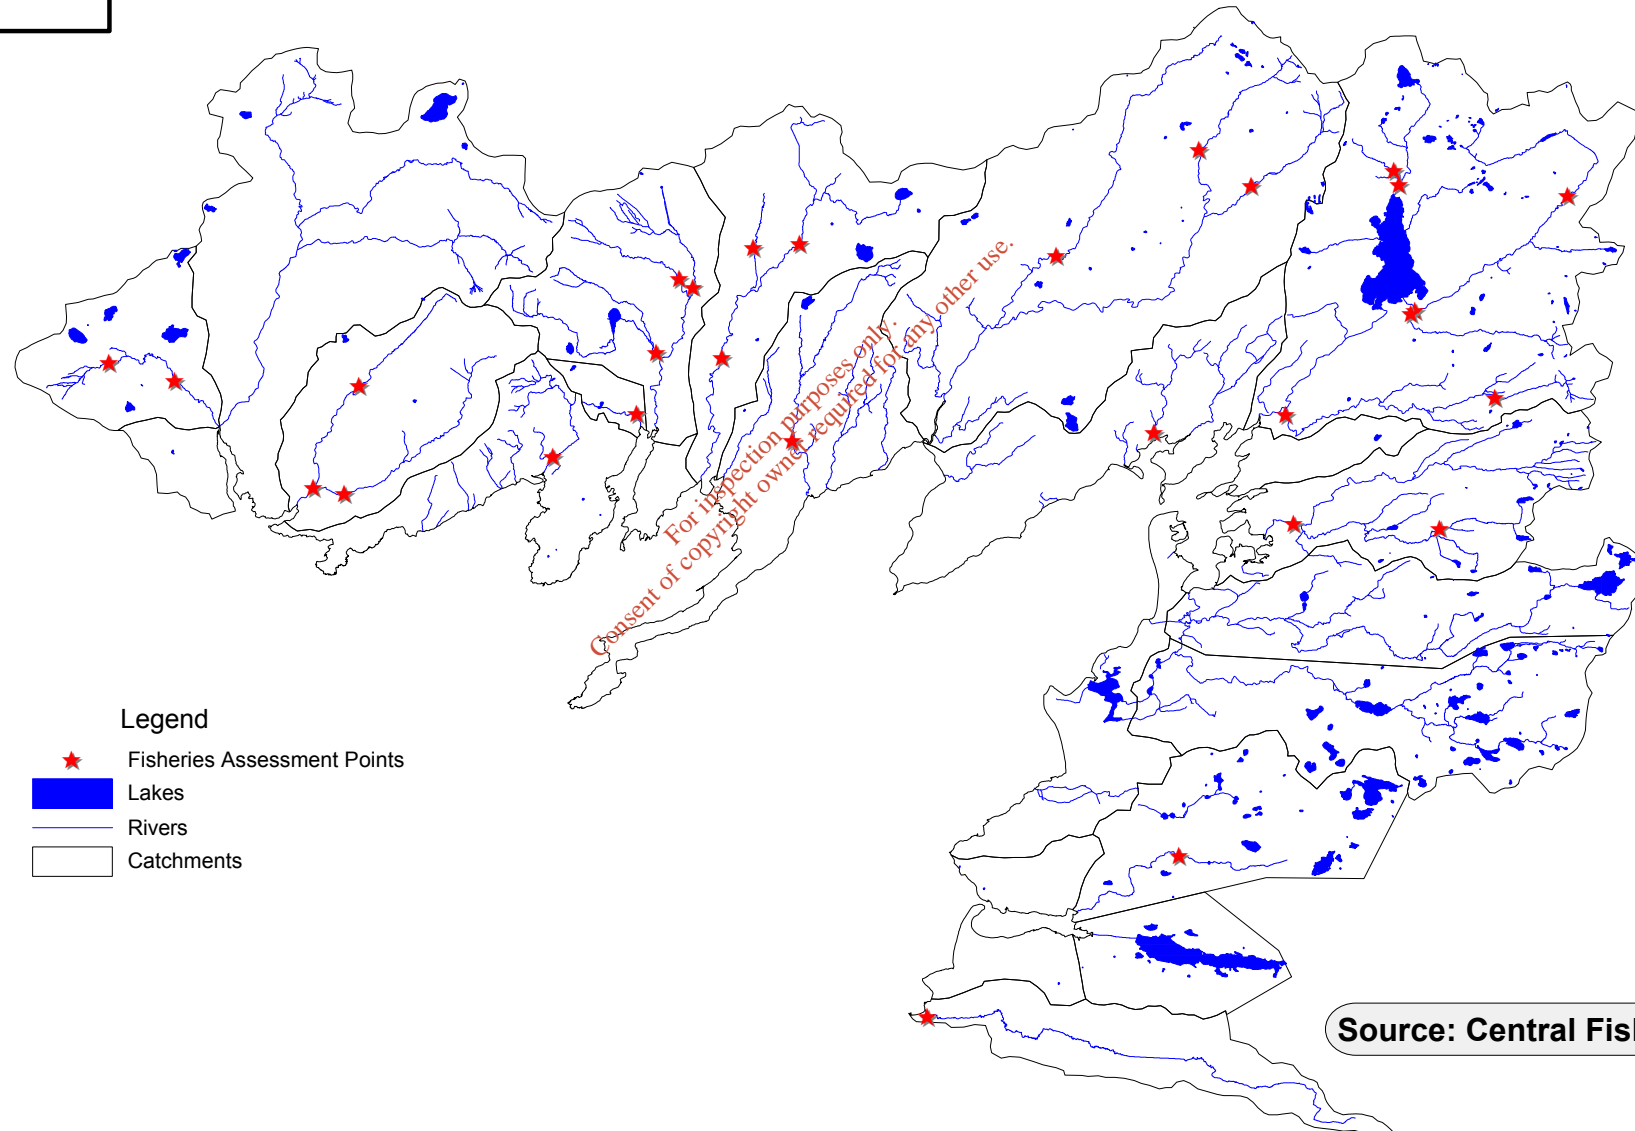 For inspection purposes only.
Consent of copyright owner required for any other use.
Legend
Fisheries Assessment Points
Lakes
Rivers
Catchments
Source: Central